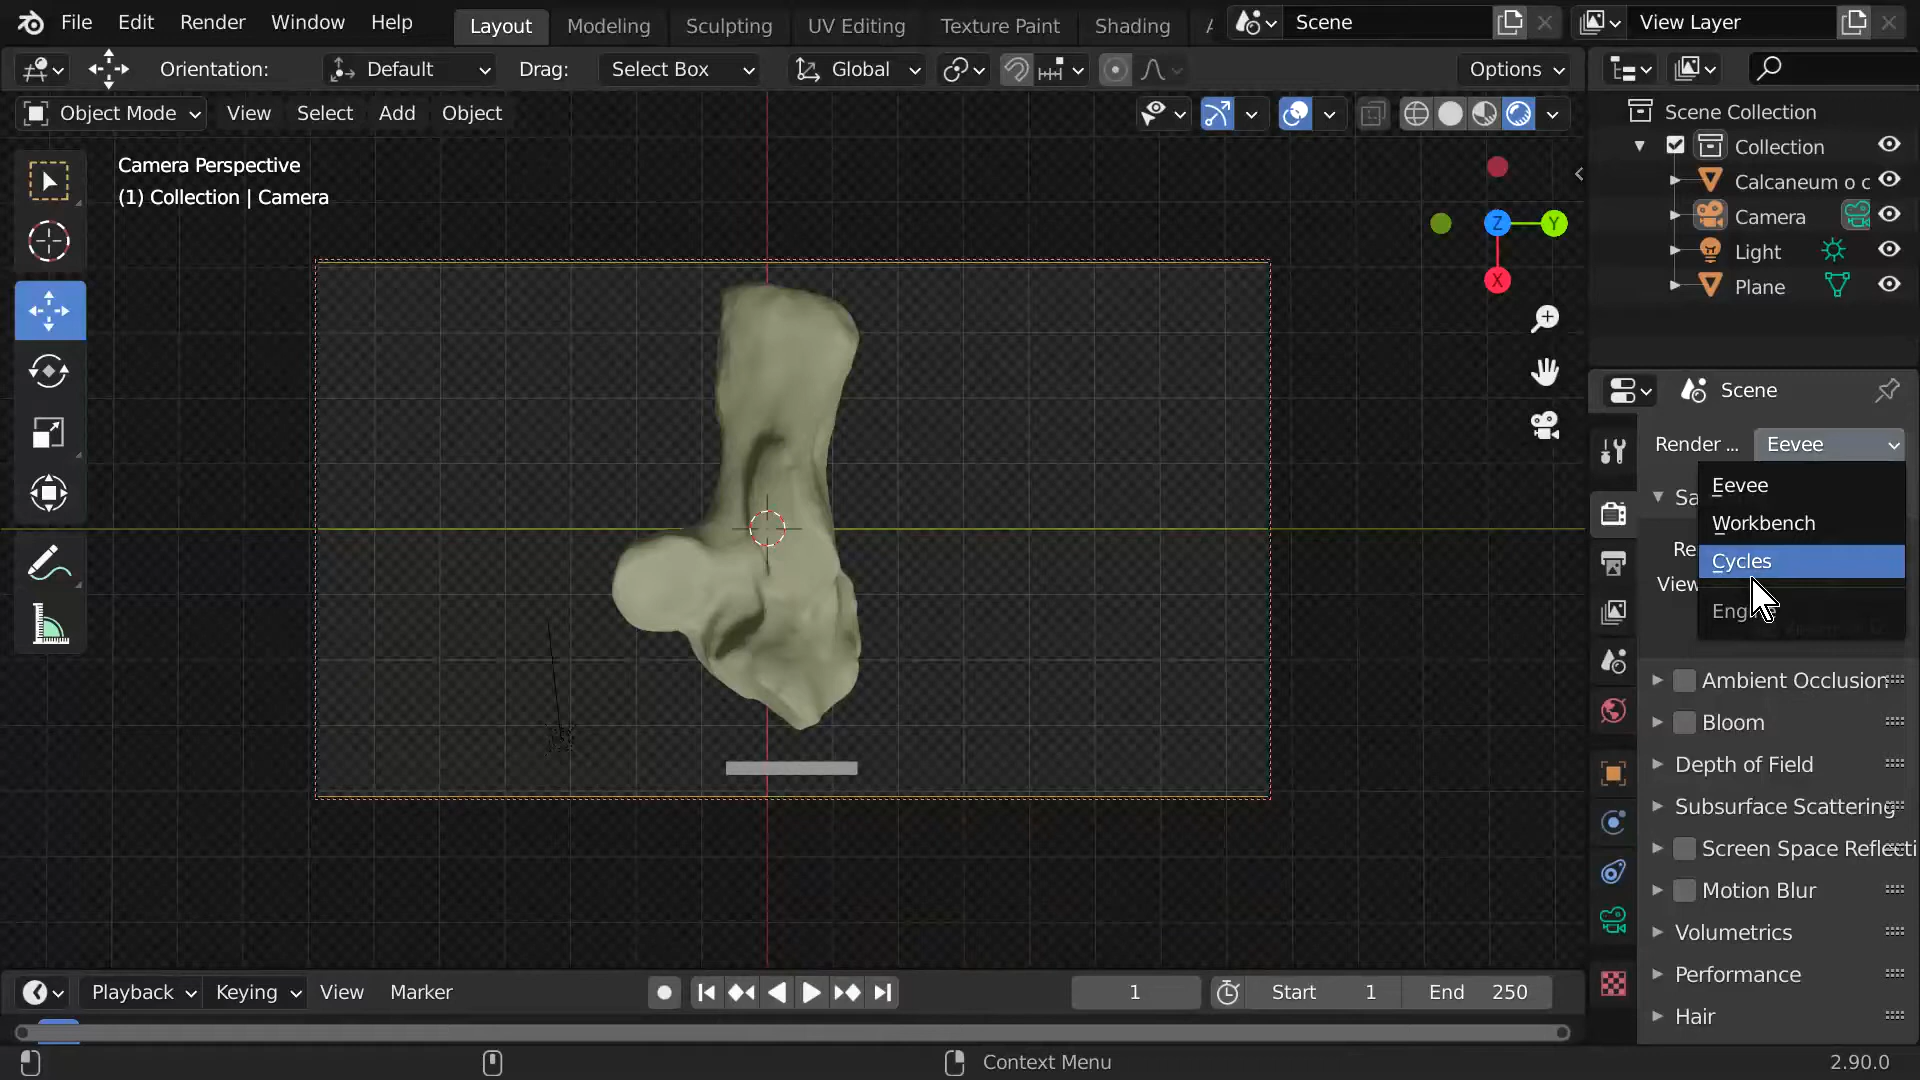 File Edit Render Window Help Layout Modeling Sculpting UV Editing Texture Paint Shading Scene View Layer
Orientation: Default Drag: Select Box Global Options
Object Mode View Select Add Object
Camera Perspective
(1) Collection | Camera
Z Y
X
Scene Collection
Collection
Calcaneum o c
Camera
Light
Plane
Scene
Render ... Eevee
Eevee
Workbench
Cycles
Sa
Re
View
Ambient Occlusion
Bloom
Depth of Field
Subsurface Scattering
Screen Space Reflecti
Motion Blur
Volumetrics
Performance
Hair
Playback Keying View Marker 1 Start 1 End 250
Context Menu 2.90.0